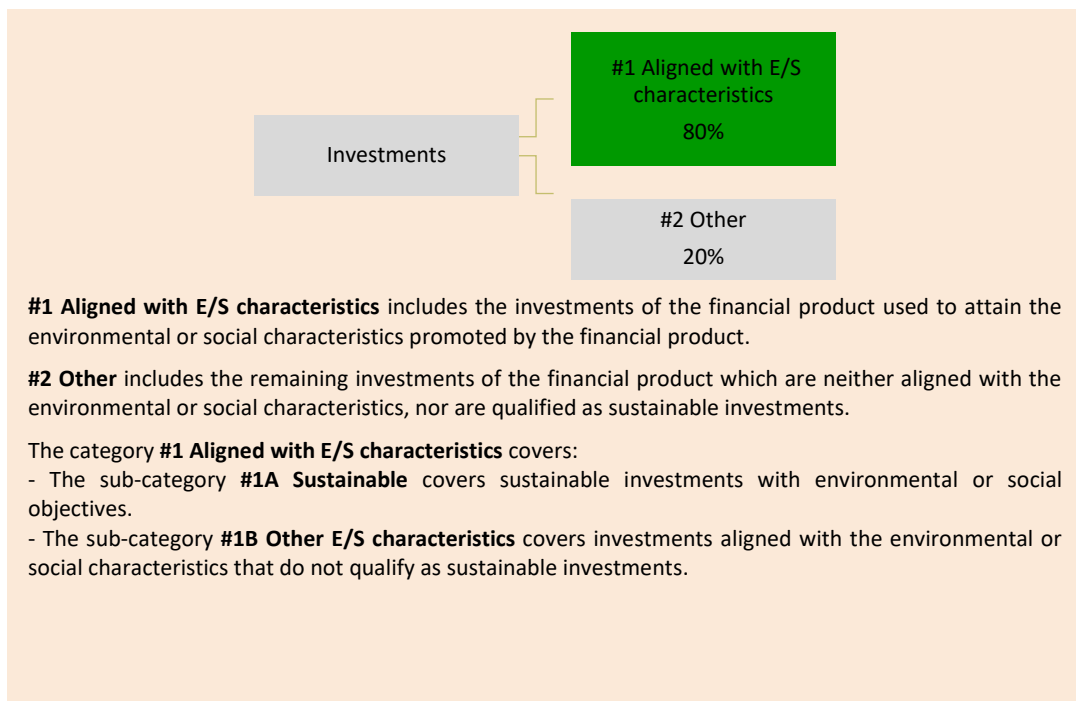 #1 Aligned with E/S
characteristics
80%
Investments
#2 Other
20%
#1 Aligned with E/S characteristics includes the investments of the financial product used to attain the
environmental or social characteristics promoted by the financial product.
#2 Other includes the remaining investments of the financial product which are neither aligned with the
environmental or social characteristics, nor are qualified as sustainable investments.
The category #1 Aligned with E/S characteristics covers:
- The sub-category #1A Sustainable covers sustainable investments with environmental or social
objectives.
- The sub-category #1B Other E/S characteristics covers investments aligned with the environmental or
social characteristics that do not qualify as sustainable investments.